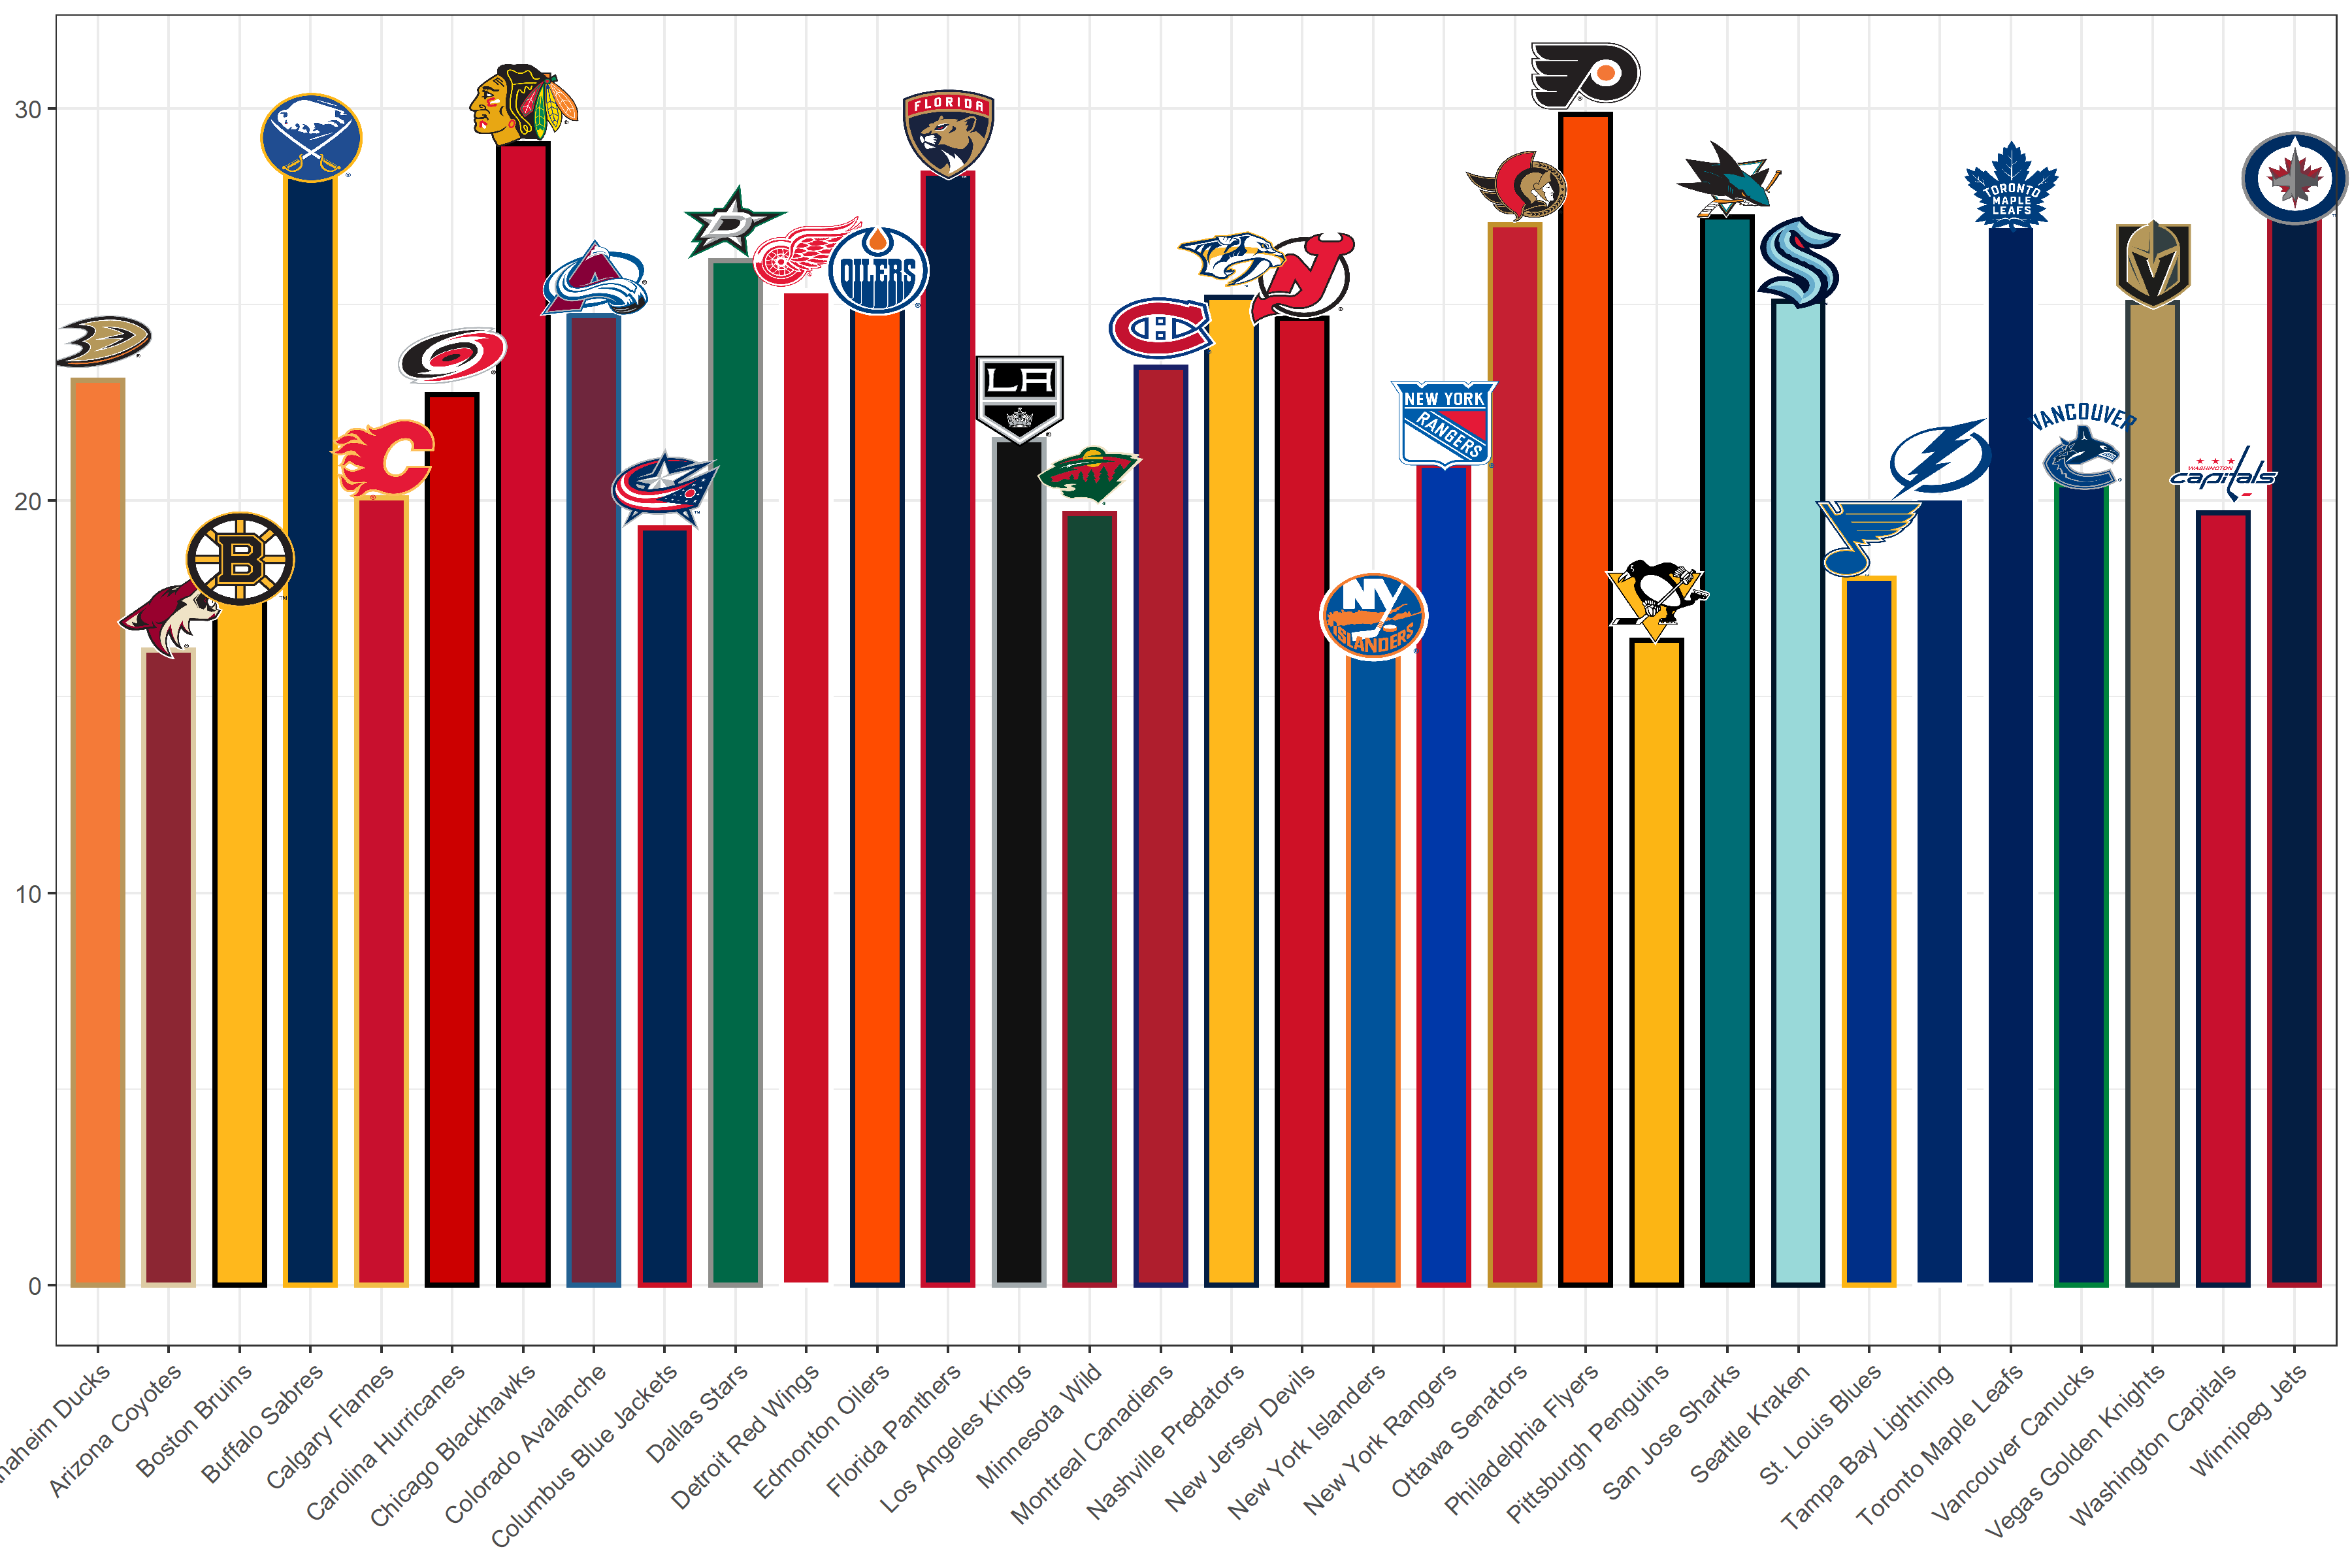 30
20
10
0
FLORIDA
OILERS
LA
NEW YORK
RANGERS
NY
ISLANDERS
TORONTO
MAPLE
LEAFS
VANCOUVER
WASHINGTON
capitals
B
naheim Ducks
Arizona Coyotes
Boston Bruins
Buffalo Sabres
Calgary Flames
Carolina Hurricanes
Chicago Blackhawks
Colorado Avalanche
Columbus Blue Jackets
Dallas Stars
Detroit Red Wings
Edmonton Oilers
Florida Panthers
Los Angeles Kings
Minnesota Wild
Montreal Canadiens
Nashville Predators
New Jersey Devils
New York Islanders
New York Rangers
Ottawa Senators
Philadelphia Flyers
Pittsburgh Penguins
San Jose Sharks
Seattle Kraken
St. Louis Blues
Tampa Bay Lightning
Toronto Maple Leafs
Vancouver Canucks
Vegas Golden Knights
Washington Capitals
Winnipeg Jets